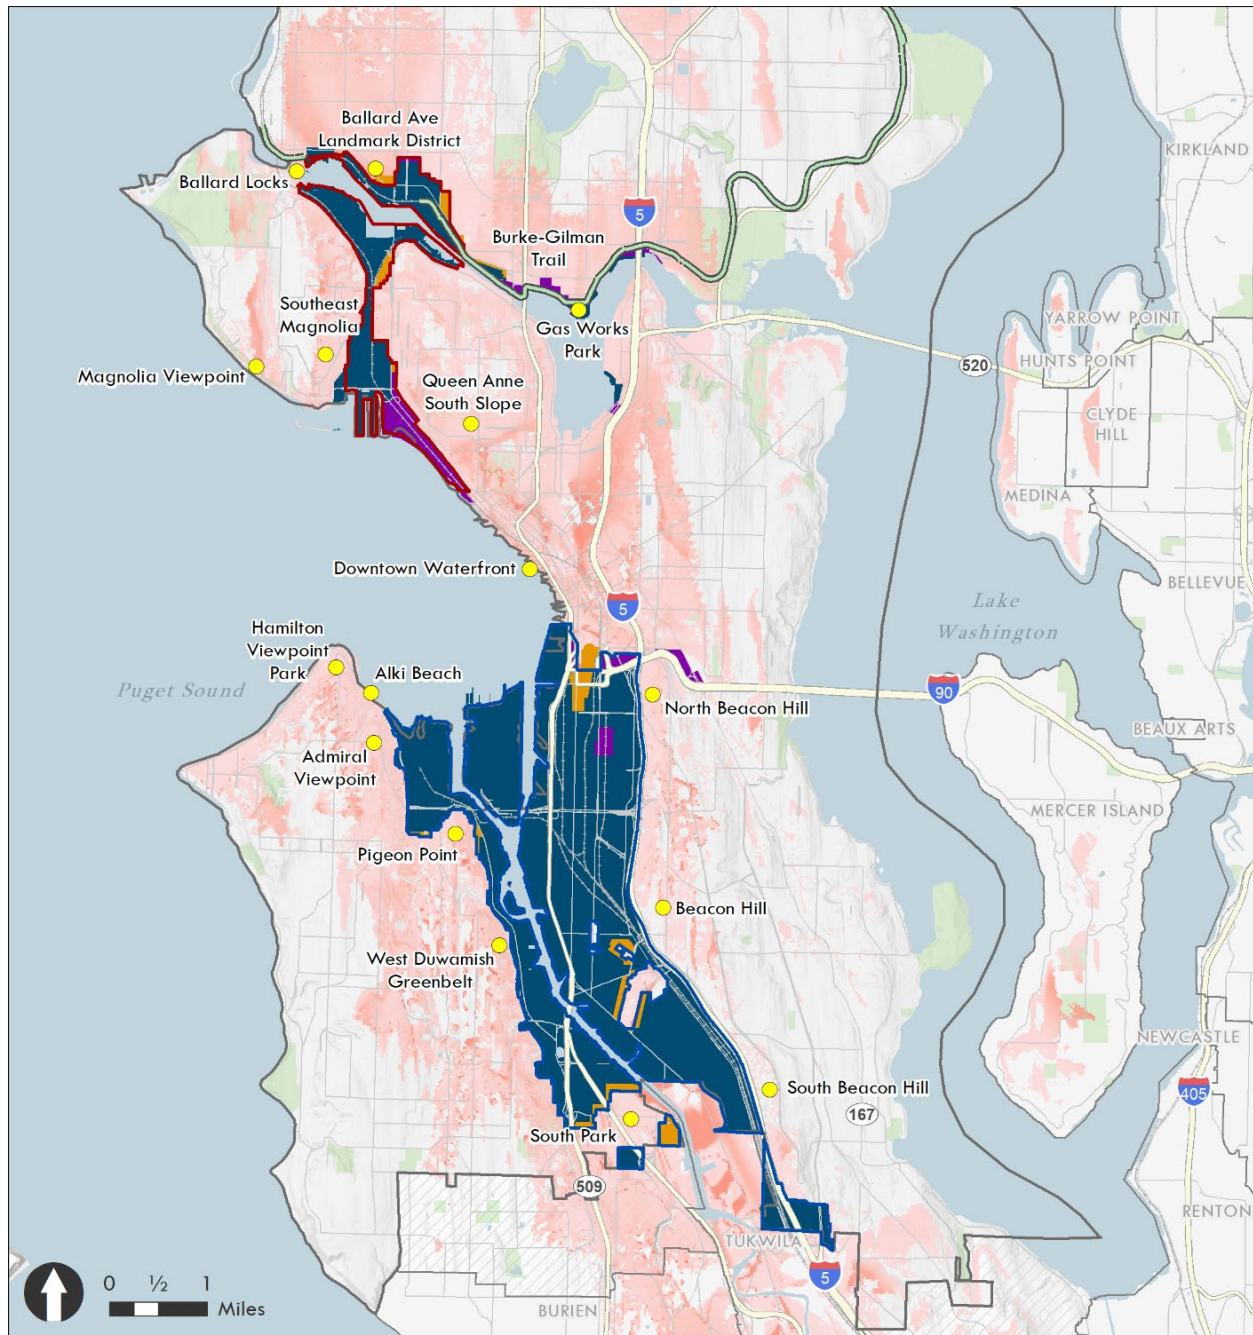 KIRKLAND
Ballard Ave
Landmark District
Ballard Locks
5
Burke-Gilman
Trail
Southeast
Magnolia
Gas Works
Park
YARROW POINT
HUNTS POINT
520
Magnolia Viewpoint
Queen Anne
South Slope
CLYDE
HILL
MEDINA
Downtown Waterfront
BELLEVUE
5
Lake
Washington
Hamilton
Viewpoint
Park
Alki Beach
Puget Sound
90
North Beacon Hill
BEAUX ARTS
Admiral
Viewpoint
MERCER ISLAND
Pigeon Point
Beacon Hill
West Duwamish
Greenbelt
NEWCASTLE
South Beacon Hill
405
167
South Park
509
RENTON
TUKWILA
5
0 ½ 1
Miles
BURIEN